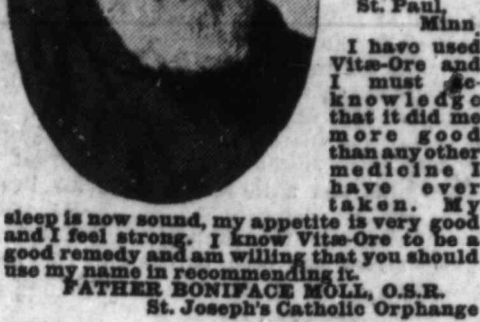 St. Paul,
Minn.
I have used
Vitæ-Ore and
I must ac-
knowledge
that it did me
more good
than any other
medicine I
have ever
taken. My
sleep is now sound, my appetite is very good
and I feel strong. I know Vitæ-Ore to be a
good remedy and am willing that you should
use my name in recommending it.
FATHER BONIFACE MOLL, O.S.R.
St. Joseph's Catholic Orphange